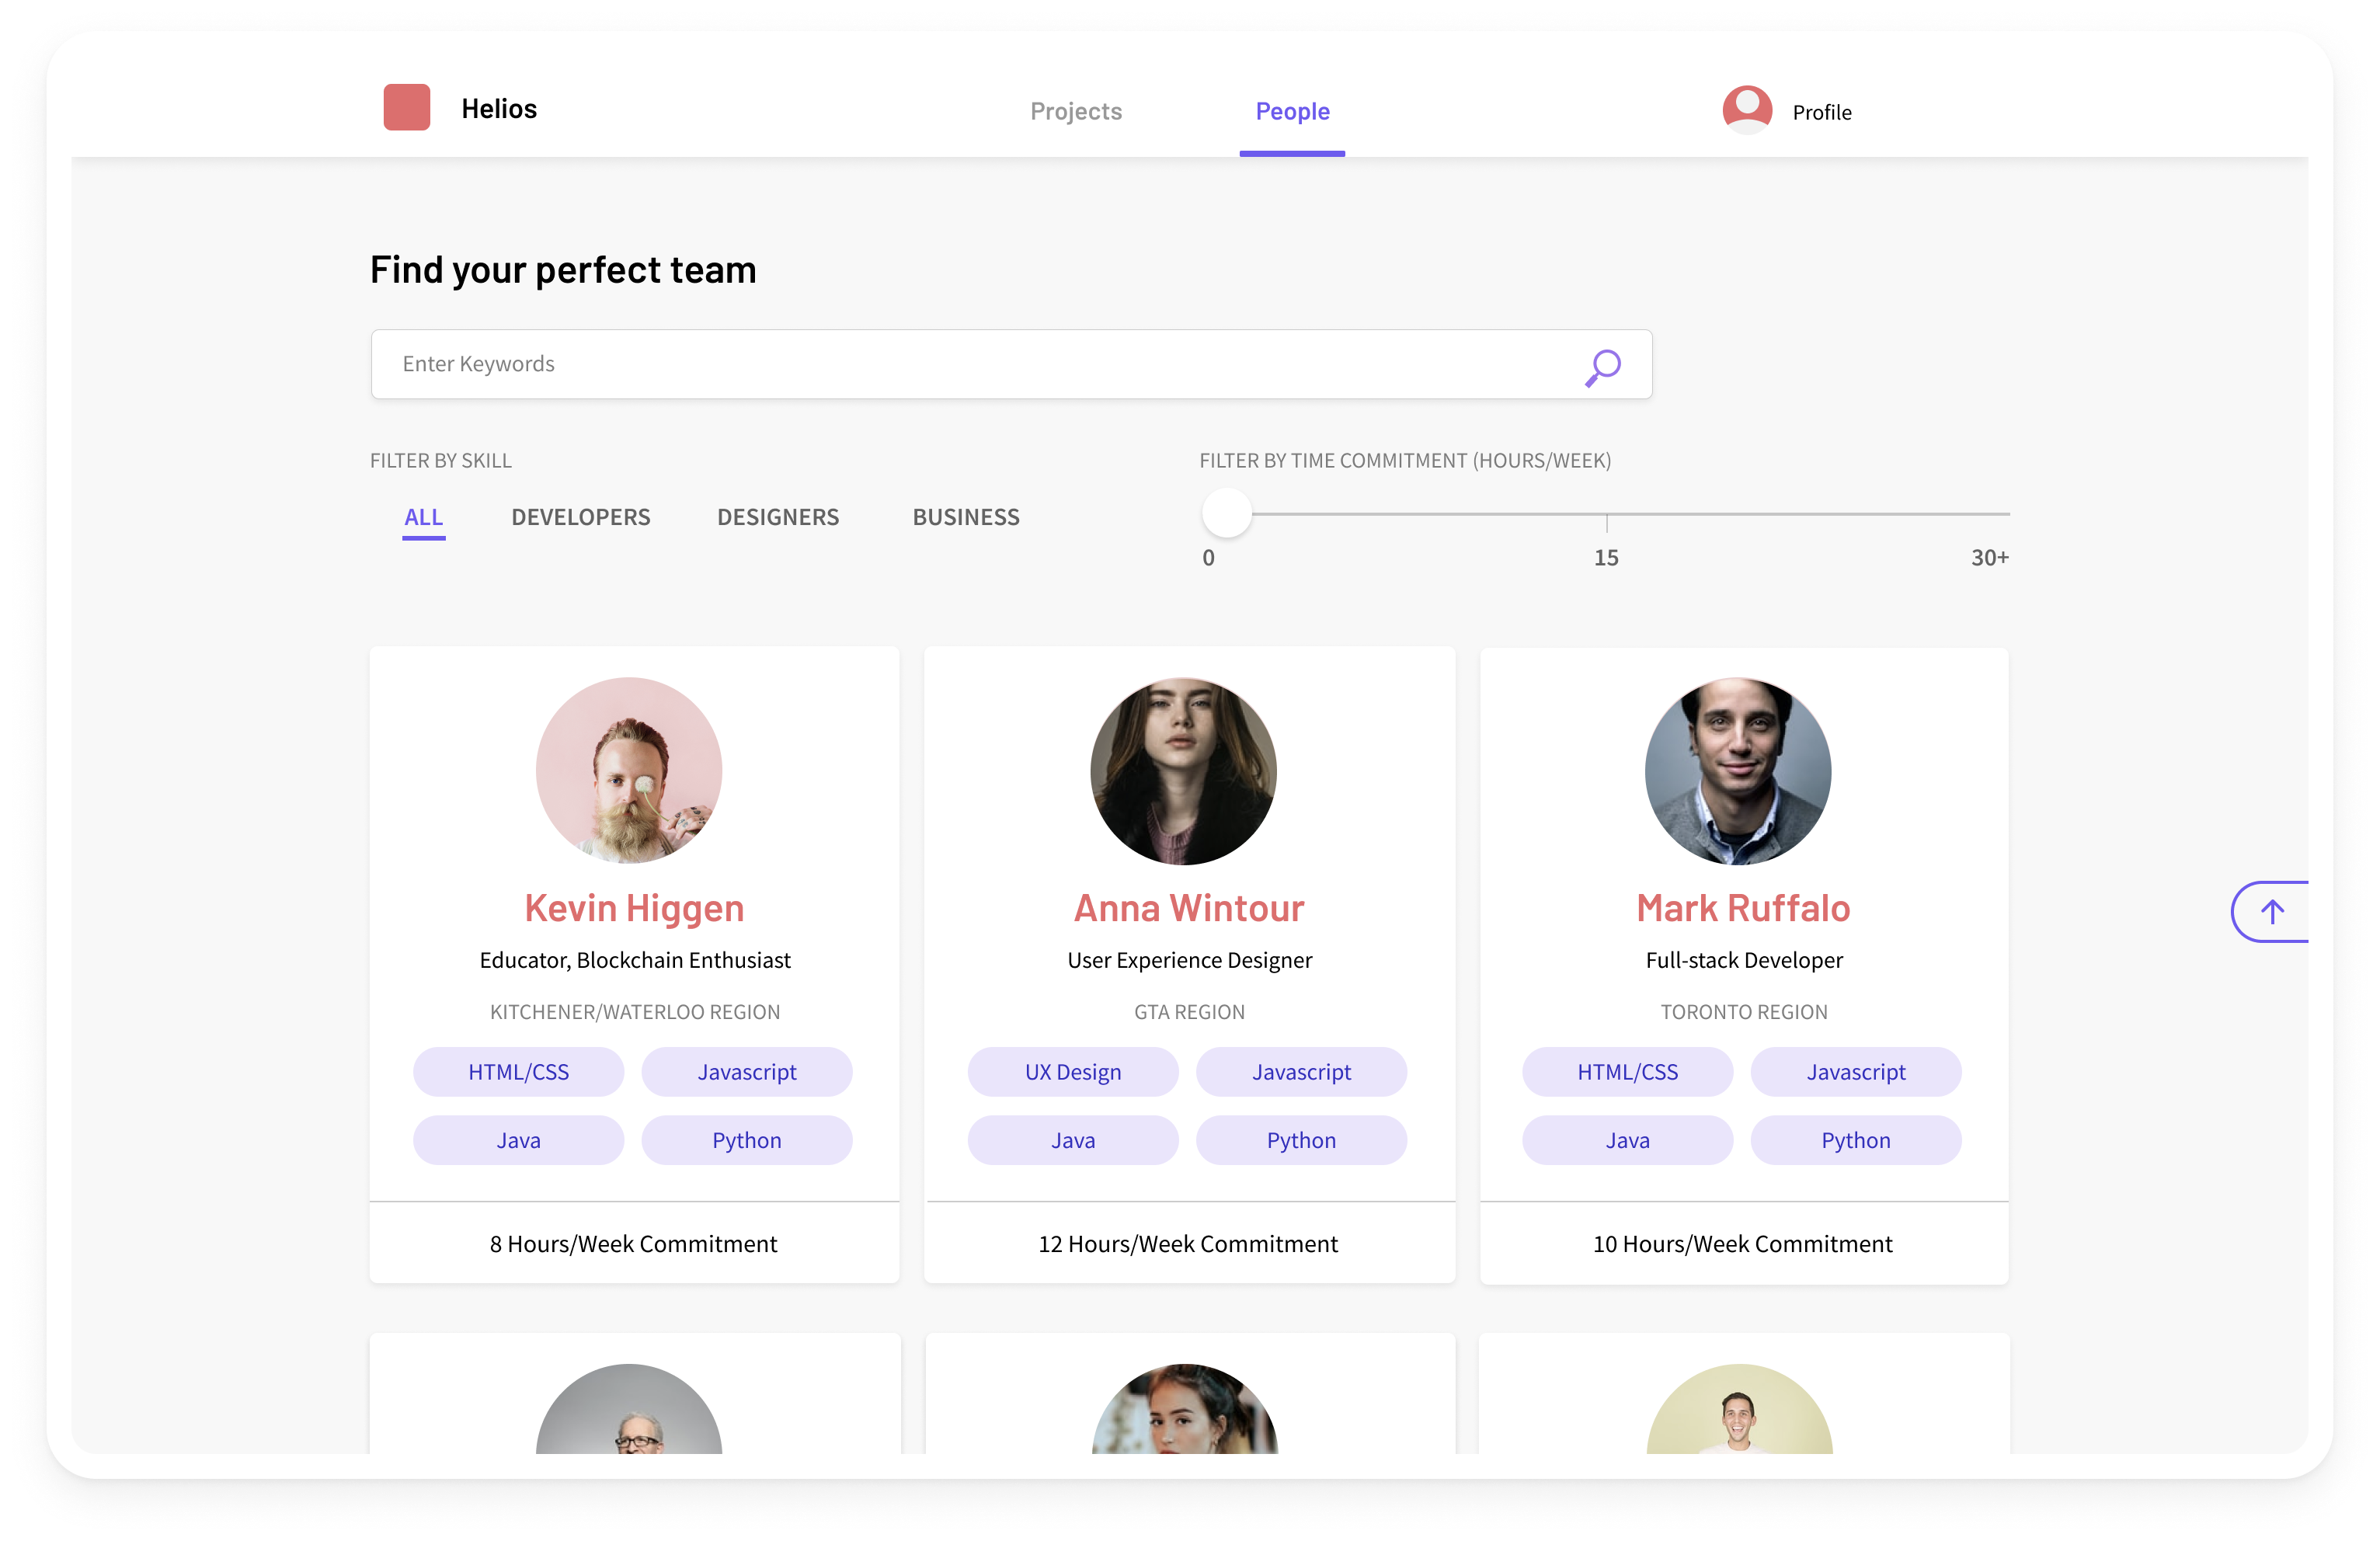 Helios
Projects
People
Profile
Find your perfect team
Enter Keywords
FILTER BY SKILL
FILTER BY TIME COMMITMENT (HOURS/WEEK)
ALL
DEVELOPERS
DESIGNERS
BUSINESS
0
15
30+
Kevin Higgen
Educator, Blockchain Enthusiast
KITCHENER/WATERLOO REGION
HTML/CSS
Javascript
Java
Python
8 Hours/Week Commitment
Anna Wintour
User Experience Designer
GTA REGION
UX Design
Javascript
Java
Python
12 Hours/Week Commitment
Mark Ruffalo
Full-stack Developer
TORONTO REGION
HTML/CSS
Javascript
Java
Python
10 Hours/Week Commitment